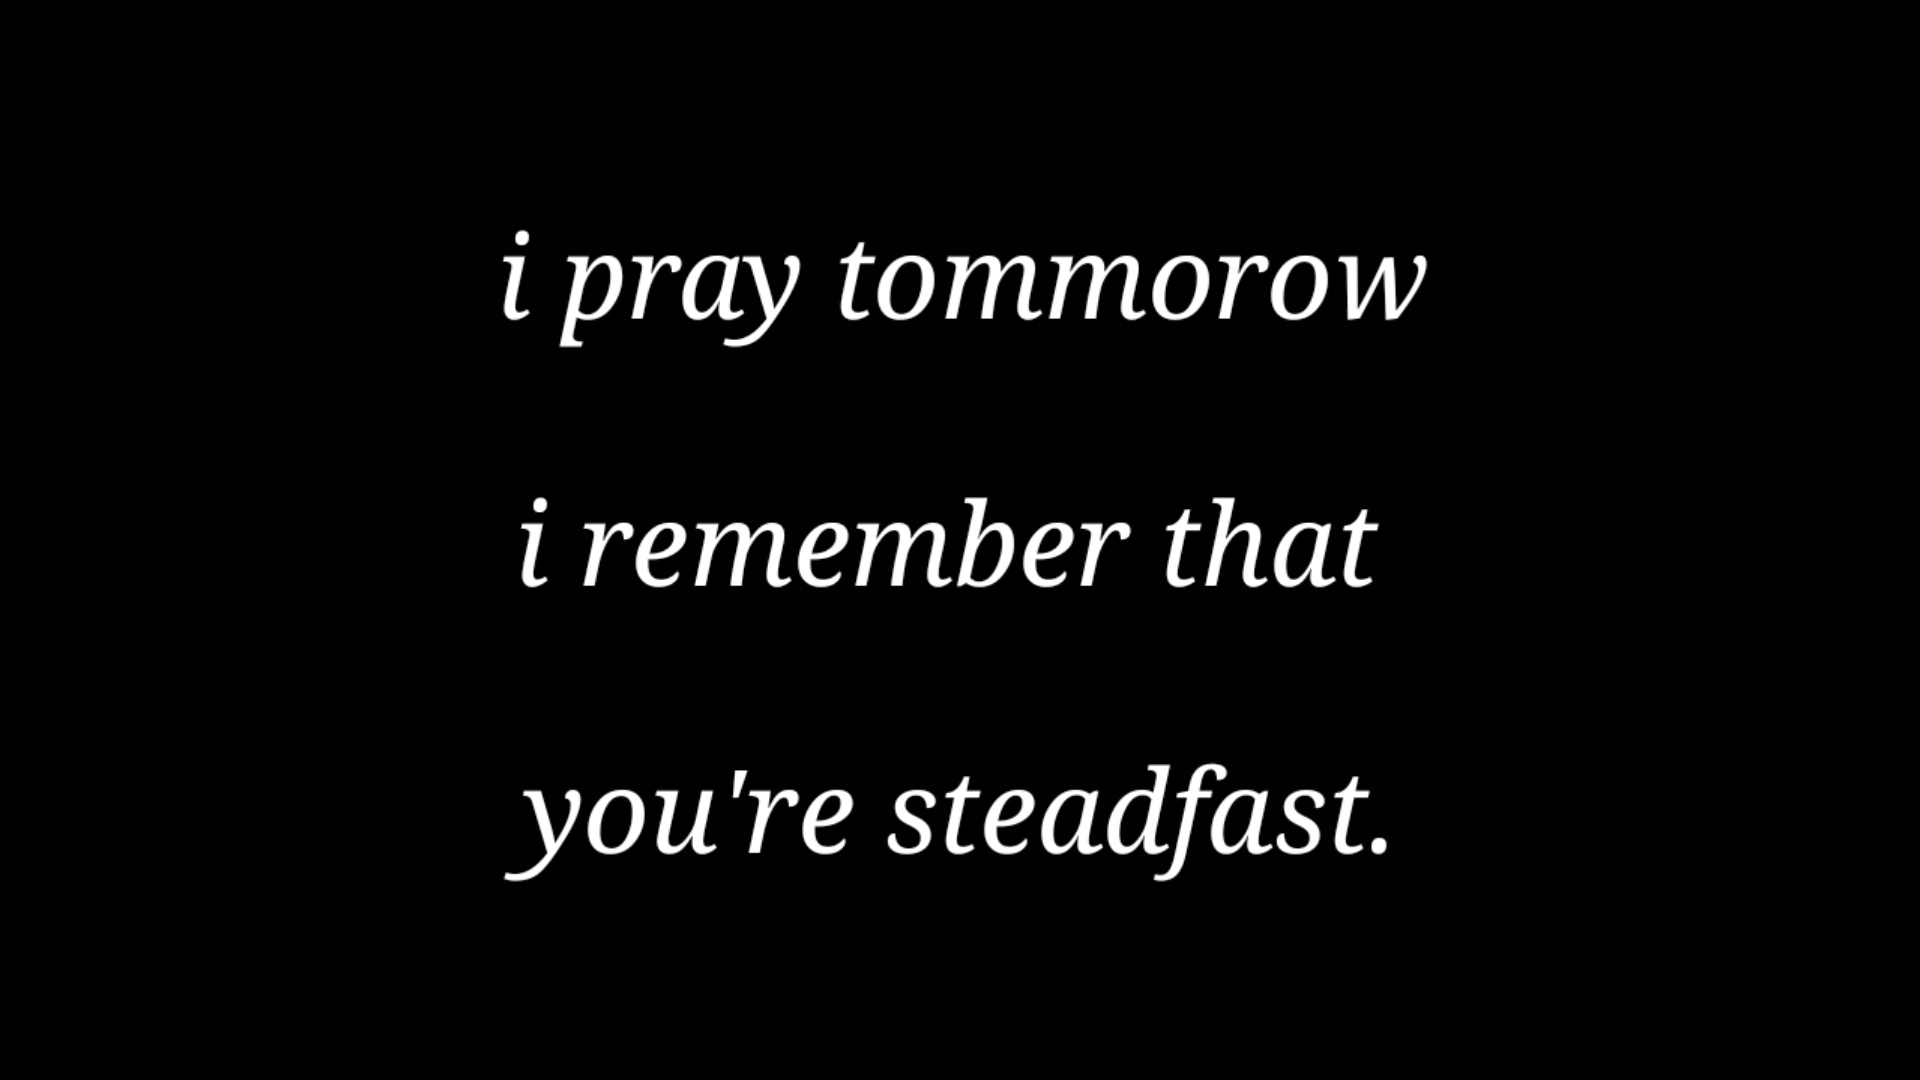 i pray tommorow
i remember that
you're steadfast.